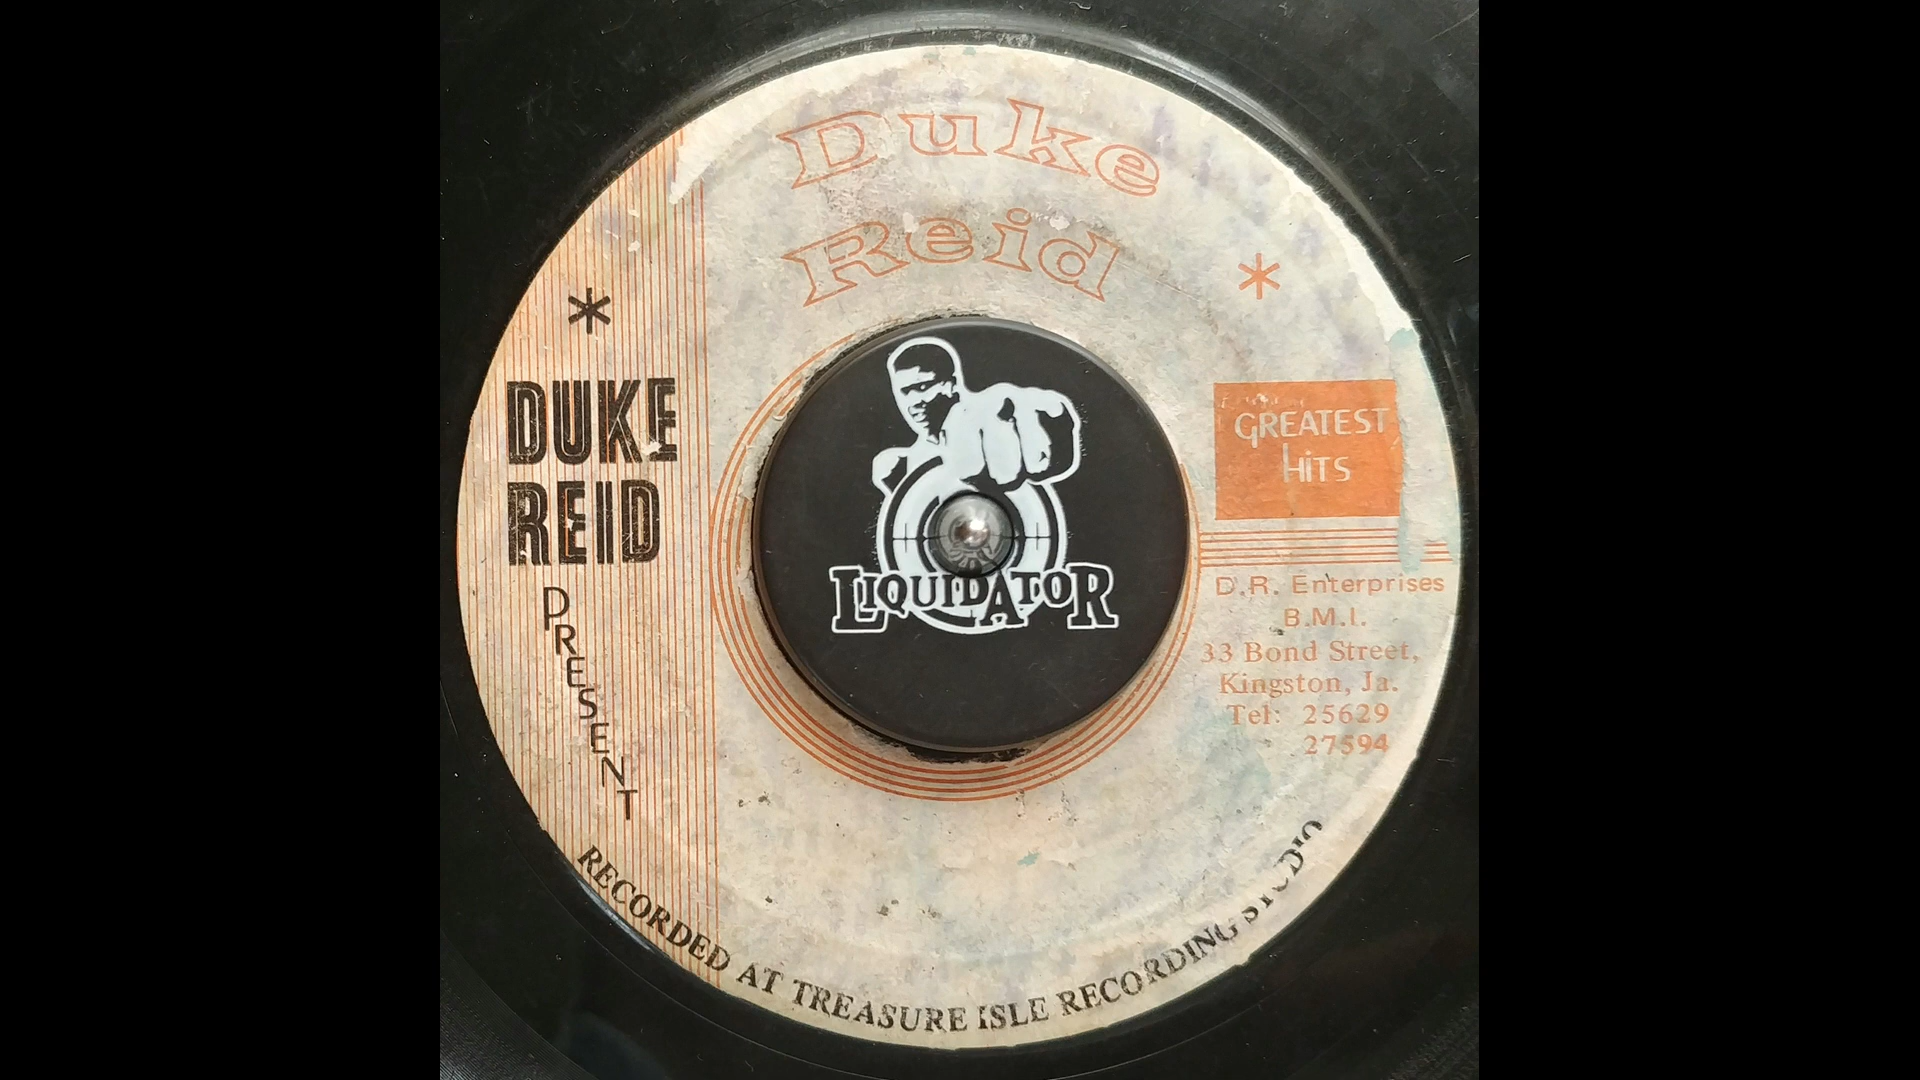 Duke
Reid
*
*
DUKE
REID
PRESENT
GREATEST
HITS
LIQUIDATOR
D.R. Enterprises
B.M.I.
33 Bond Street,
Kingston, Ja.
Tel: 25629
27594
RECORDED AT TREASURE ISLE RECORDING STUDIO